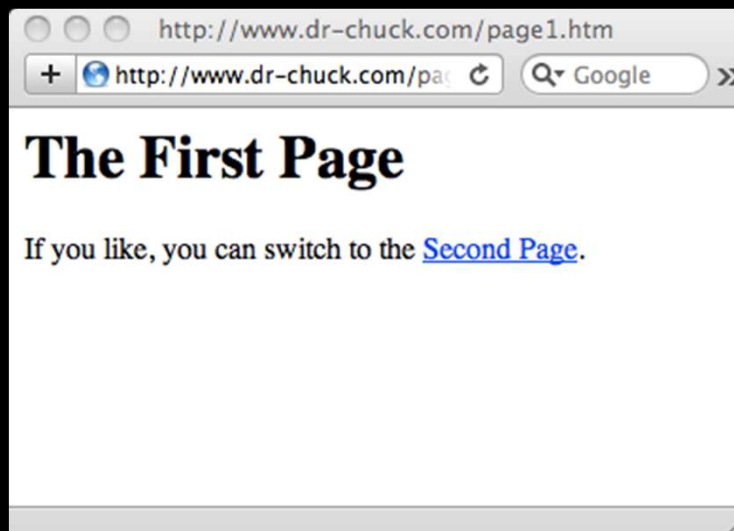 http://www.dr-chuck.com/page1.htm
+ http://www.dr-chuck.com/pag Google »
The First Page
If you like, you can switch to the Second Page.